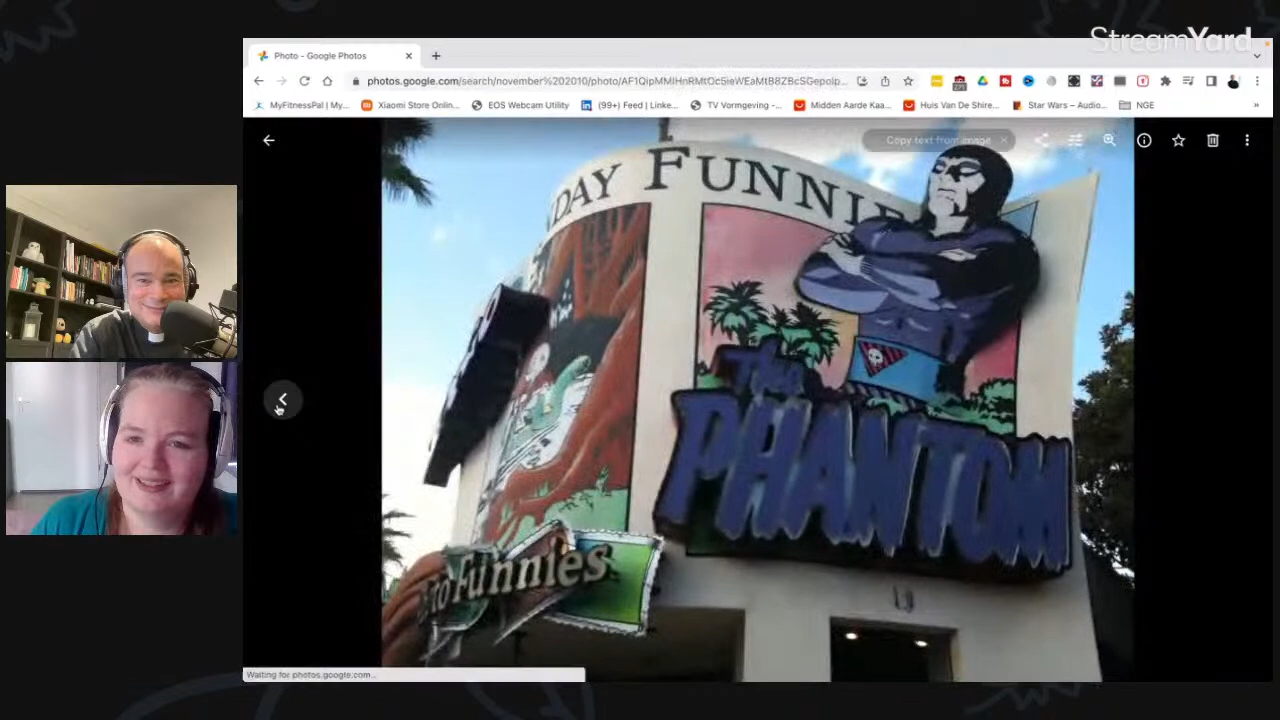 StreamYard
Photo - Google Photos
photos.google.com/search/november%202010/photo/
MyFitnessPal | My...
Xiaomi Store Onlin...
EOS Webcam Utility
(99+) Feed | Linke...
TV Vormgeving -...
Midden Aarde Kaa...
Huis Van De Shire...
Star Wars – Audio...
NGE
»
Copy text from image
DAY FUNNIE
The
PHANTOM
to Funnies
Waiting for photos.google.com...